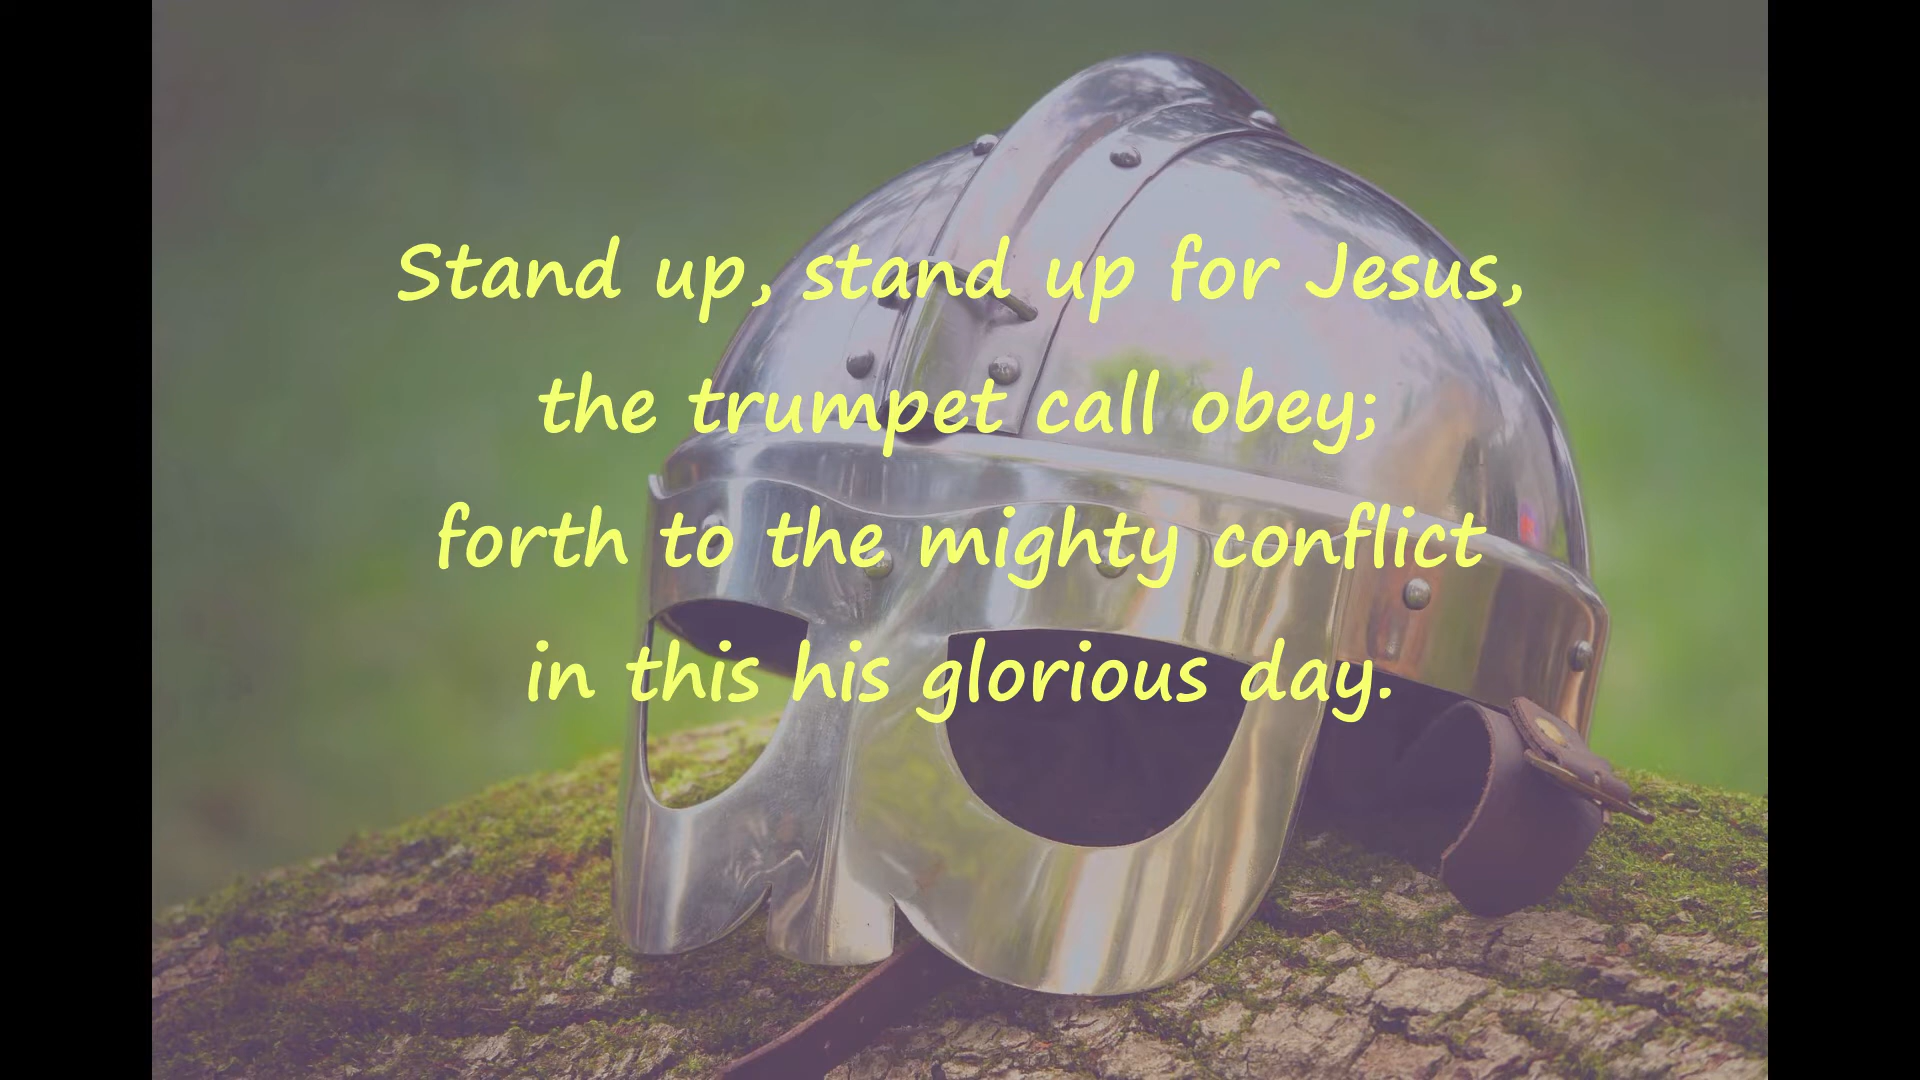 Stand up, stand up for Jesus,
the trumpet call obey;
forth to the mighty conflict
in this his glorious day.